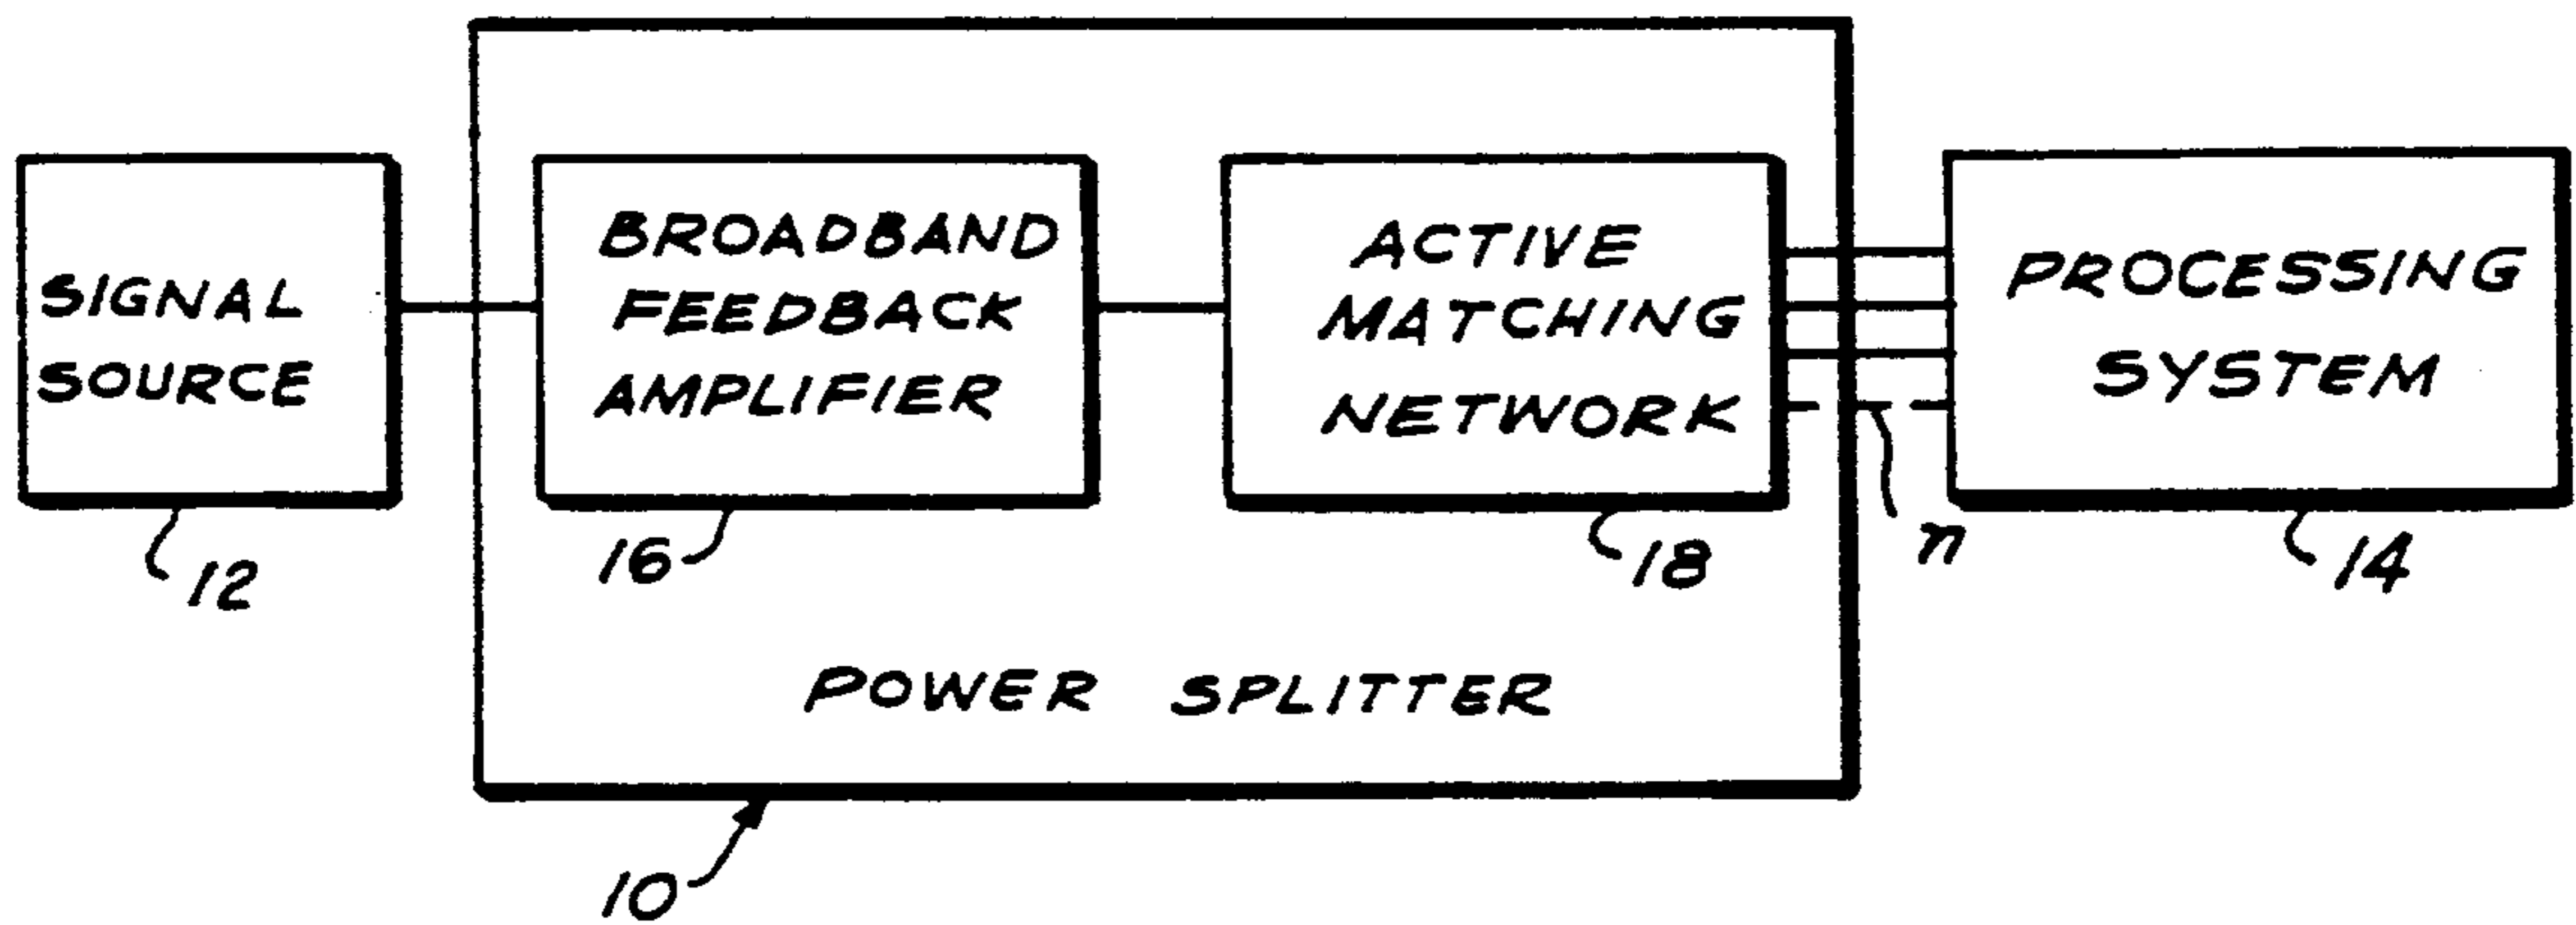 SIGNAL
SOURCE
12
BROADBAND
FEEDBACK
AMPLIFIER
16
ACTIVE
MATCHING
NETWORK
18
n
PROCESSING
SYSTEM
14
POWER SPLITTER
10